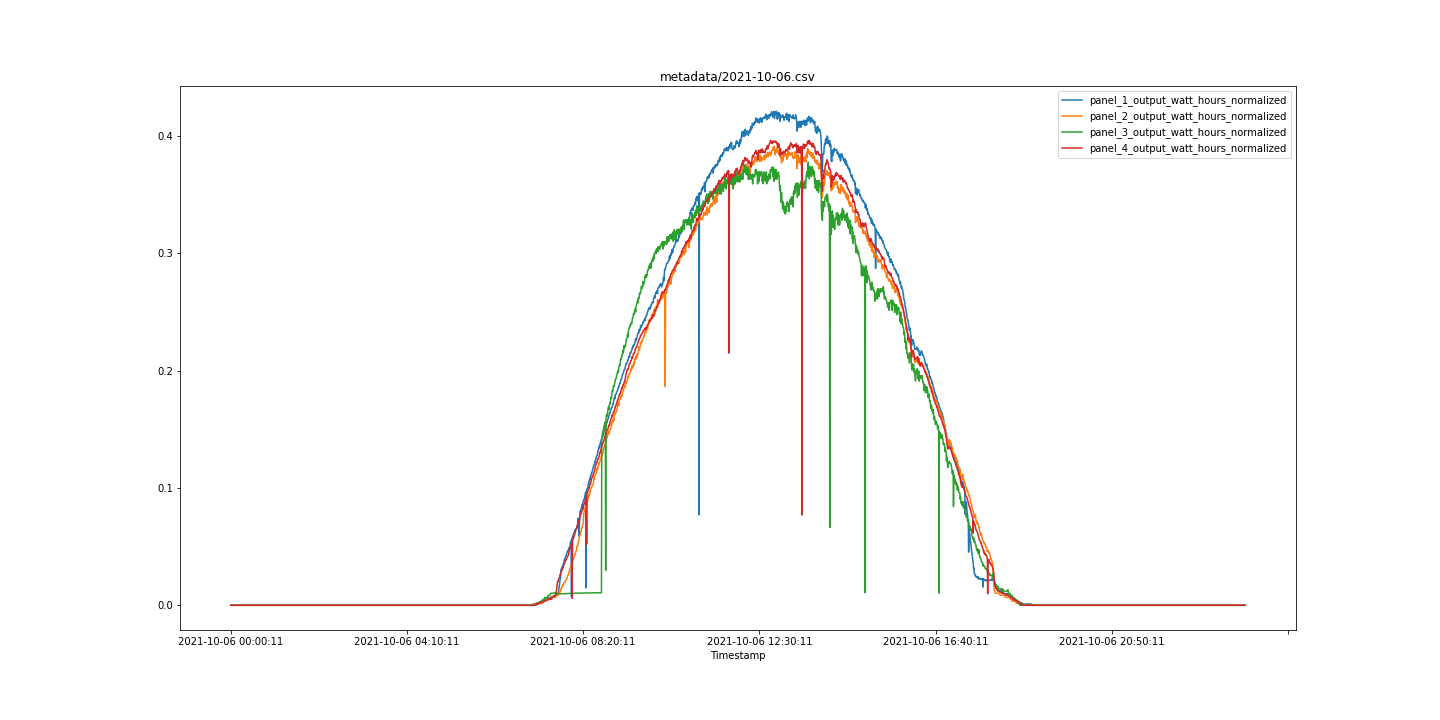 metadata/2021-10-06.csv
panel_1_output_watt_hours_normalized
panel_2_output_watt_hours_normalized
panel_3_output_watt_hours_normalized
panel_4_output_watt_hours_normalized
0.4
0.3
0.2
0.1
0.0
2021-10-06 00:00:11
2021-10-06 04:10:11
2021-10-06 08:20:11
2021-10-06 12:30:11
2021-10-06 16:40:11
2021-10-06 20:50:11
Timestamp